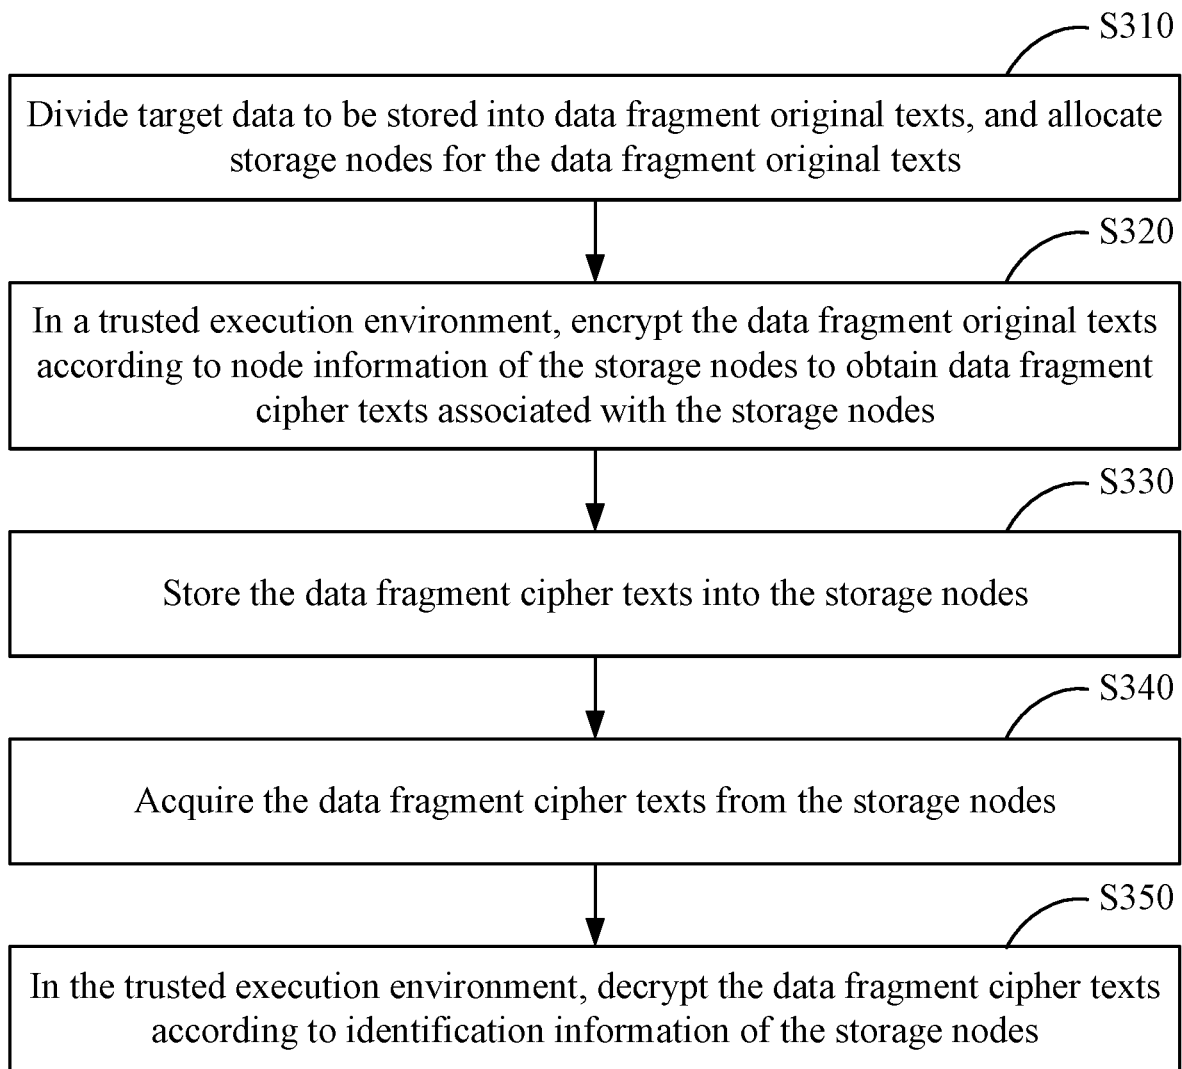 S310
Divide target data to be stored into data fragment original texts, and allocate
storage nodes for the data fragment original texts
S320
In a trusted execution environment, encrypt the data fragment original texts
according to node information of the storage nodes to obtain data fragment
cipher texts associated with the storage nodes
S330
Store the data fragment cipher texts into the storage nodes
S340
Acquire the data fragment cipher texts from the storage nodes
S350
In the trusted execution environment, decrypt the data fragment cipher texts
according to identification information of the storage nodes